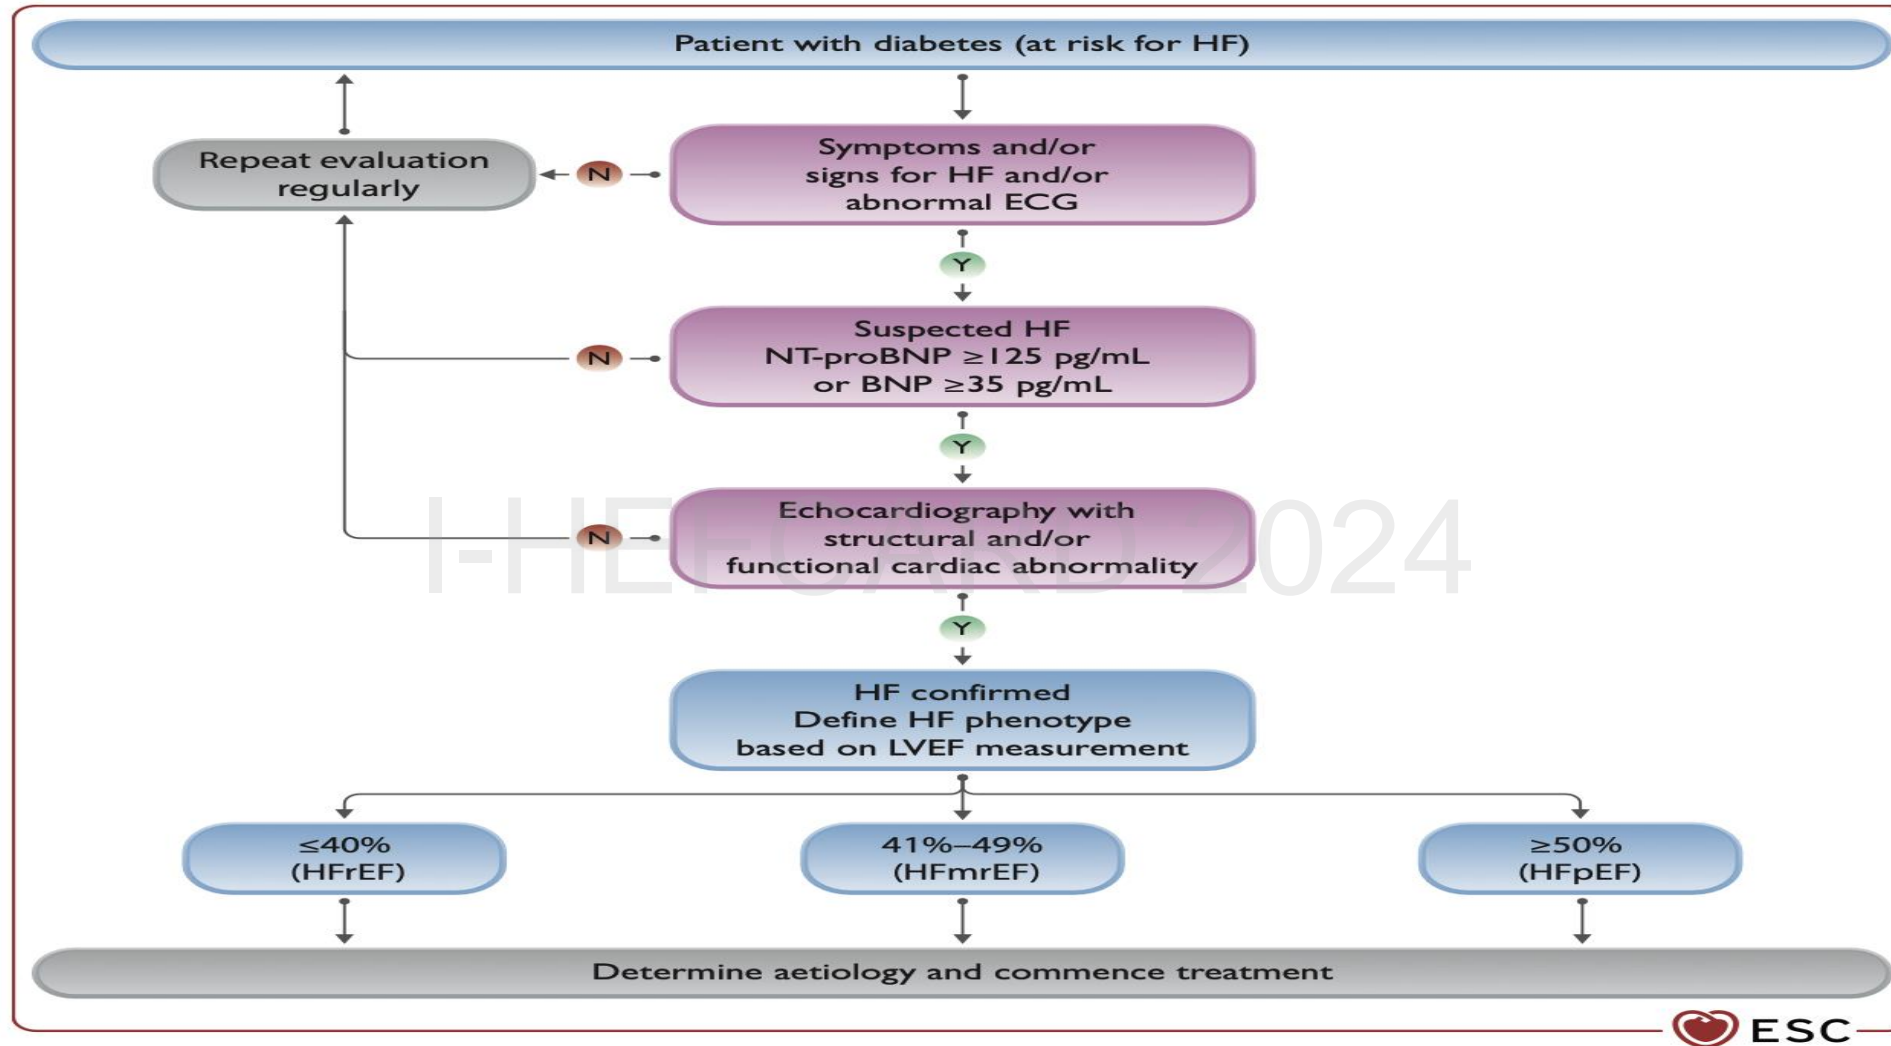 Patient with diabetes (at risk for HF)
Symptoms and/or
signs for HF and/or
abnormal ECG
Repeat evaluation
regularly
N
Y
Suspected HF
NT-proBNP ≥125 pg/mL
or BNP ≥35 pg/mL
N
Y
Echocardiography with
structural and/or
functional cardiac abnormality
N
I-HEFCARD 2024
Y
HF confirmed
Define HF phenotype
based on LVEF measurement
≤40%
(HFrEF)
41%–49%
(HFmrEF)
≥50%
(HFpEF)
Determine aetiology and commence treatment
ESC